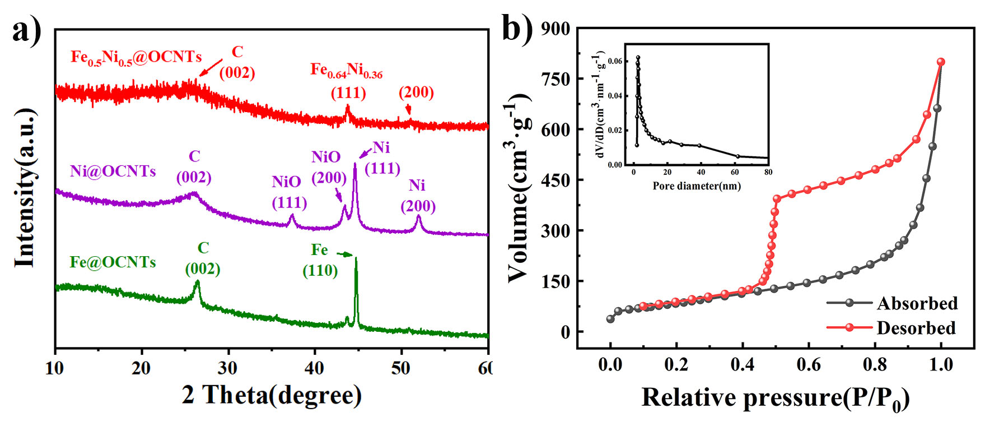 a)
Fe0.5Ni0.5@OCNTs
C
(002)
Fe0.64Ni0.36
(111)
(200)
Ni@OCNTs
C
(002)
NiO
(111)
NiO
(200)
Ni
(111)
Ni
(200)
Fe@OCNTs
C
(002)
Fe
(110)
Intensity(a.u.)
10
20
30
40
50
60
2 Theta(degree)
b)
900
750
600
450
300
150
0
Volume(cm3·g-1)
0.06
0.04
0.02
0.00
dV/dD(cm3·nm-1·g-1)
0
20
40
60
80
Pore diameter(nm)
Absorbed
Desorbed
0.0
0.2
0.4
0.6
0.8
1.0
Relative pressure(P/P0)